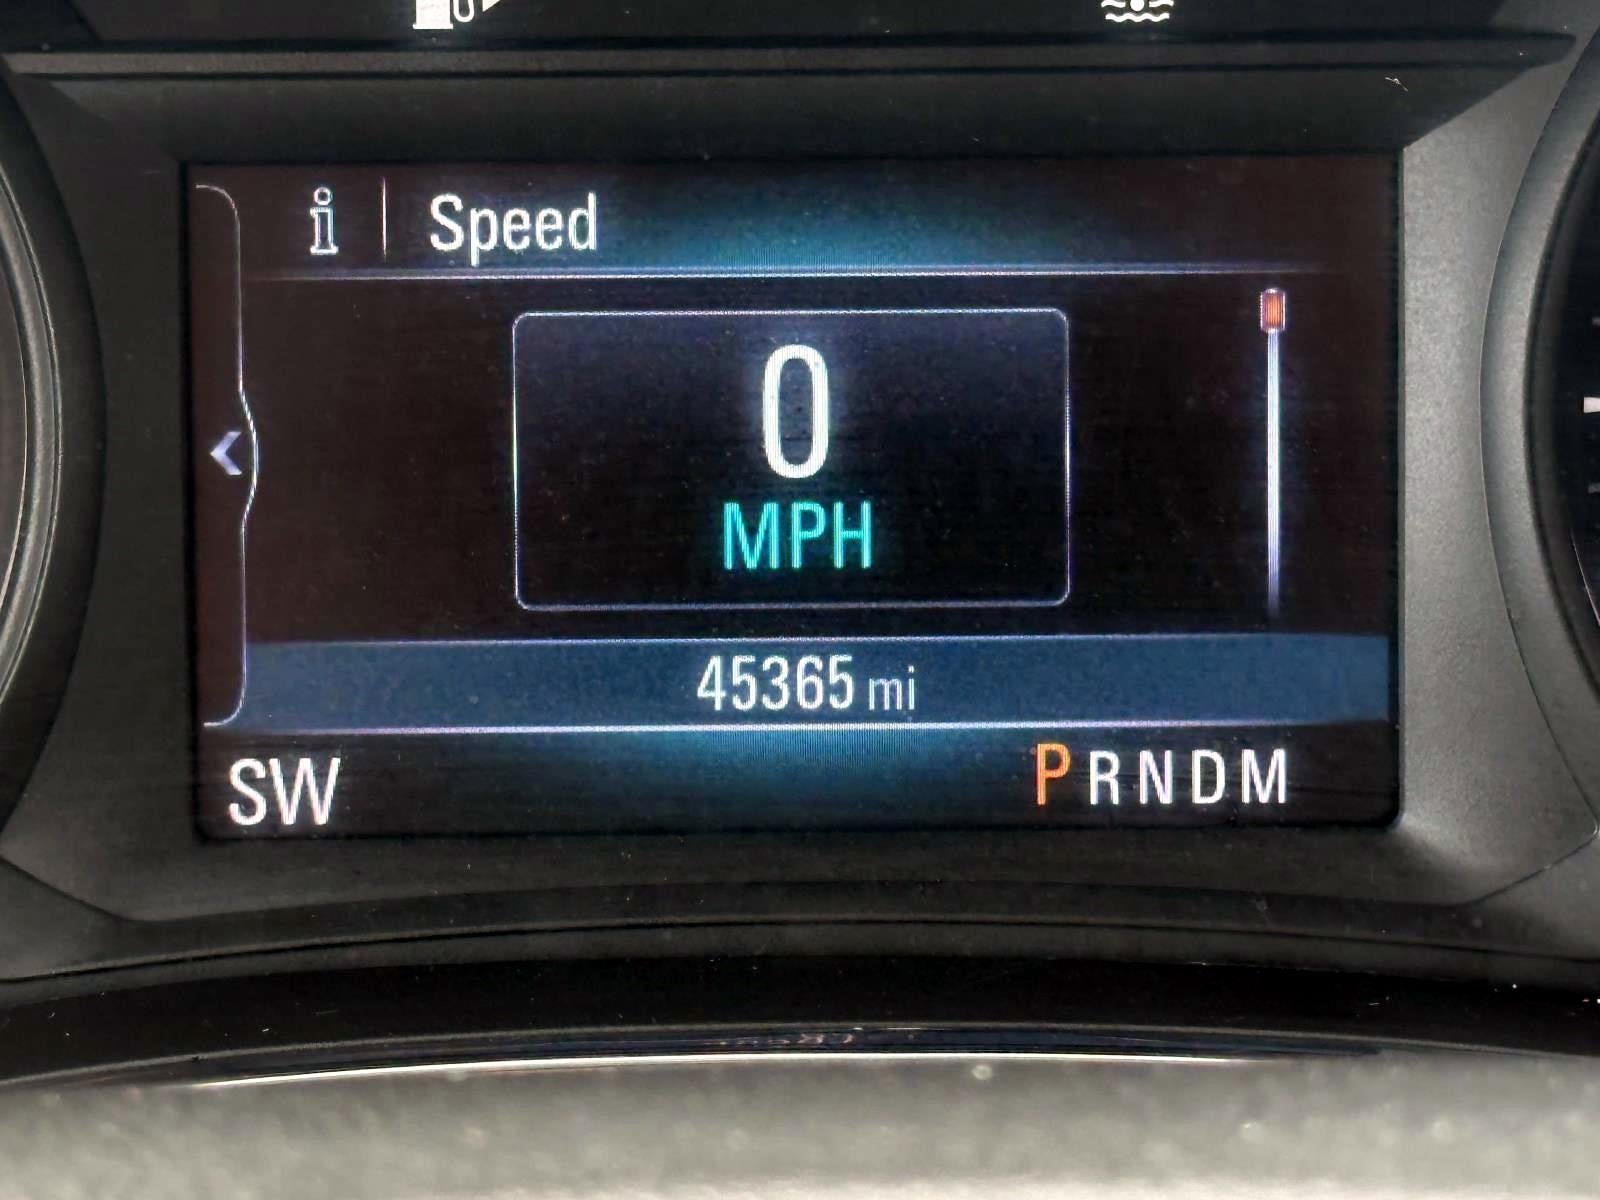 i Speed
0
MPH
45365 mi
SW PRNDM